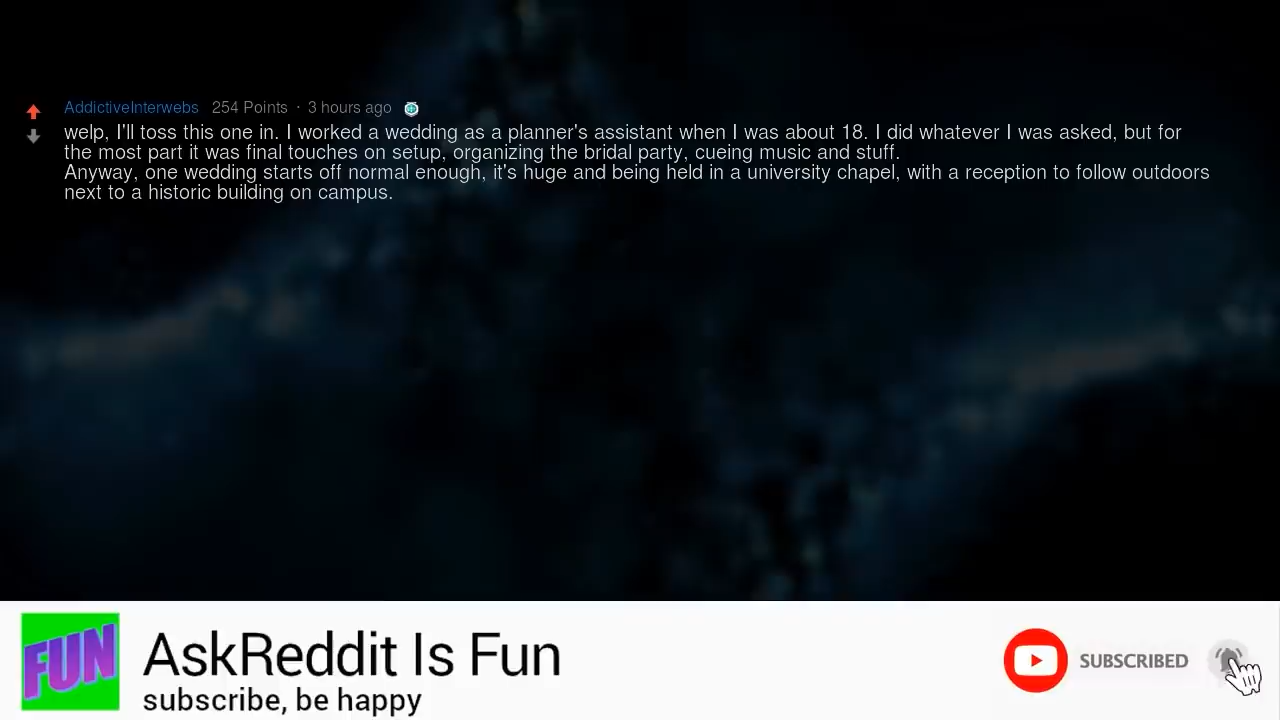 AddictiveInterwebs 254 Points · 3 hours ago
welp, I'll toss this one in. I worked a wedding as a planner's assistant when I was about 18. I did whatever I was asked, but for
the most part it was final touches on setup, organizing the bridal party, cueing music and stuff.
Anyway, one wedding starts off normal enough, it's huge and being held in a university chapel, with a reception to follow outdoors
next to a historic building on campus.
FUN
AskReddit Is Fun
subscribe, be happy
SUBSCRIBED